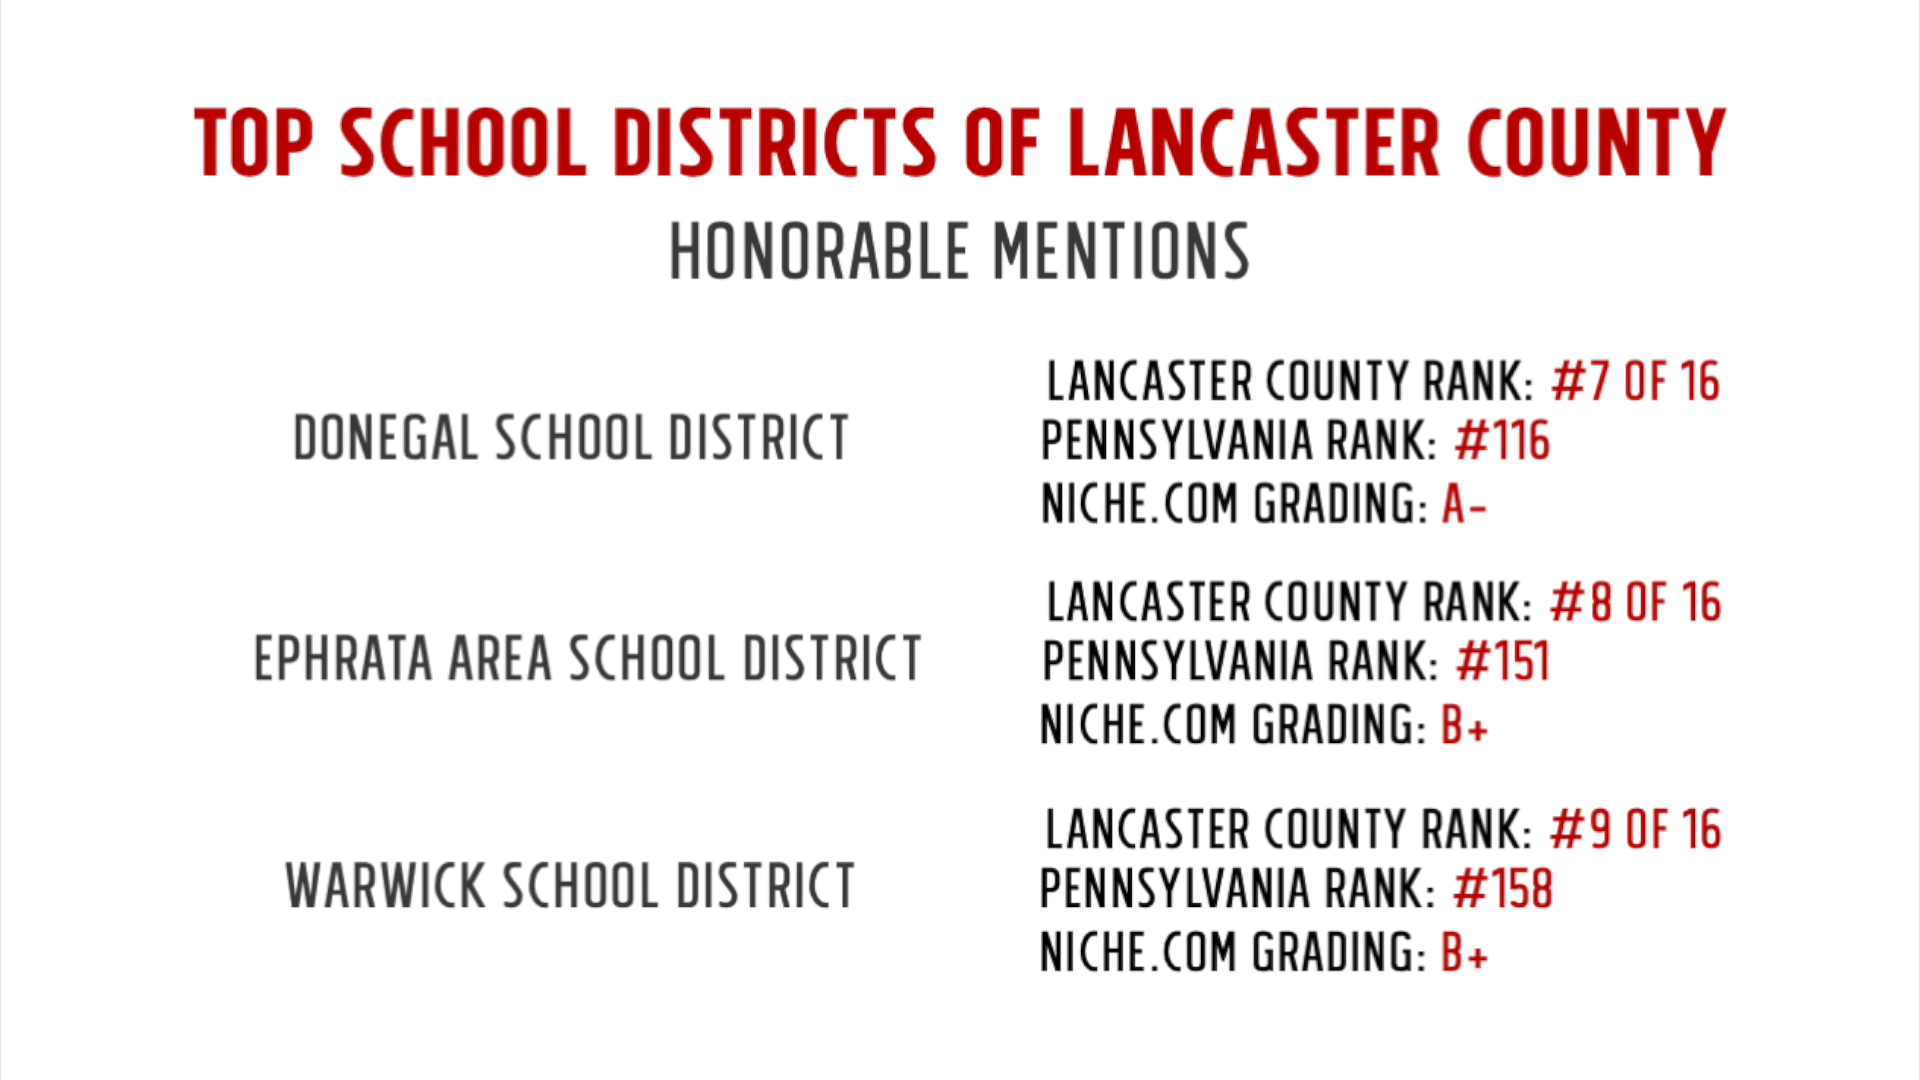 TOP SCHOOL DISTRICTS OF LANCASTER COUNTY
HONORABLE MENTIONS
DONEGAL SCHOOL DISTRICT
LANCASTER COUNTY RANK: #7 OF 16
PENNSYLVANIA RANK: #116
NICHE.COM GRADING: A-
EPHRATA AREA SCHOOL DISTRICT
LANCASTER COUNTY RANK: #8 OF 16
PENNSYLVANIA RANK: #151
NICHE.COM GRADING: B+
WARWICK SCHOOL DISTRICT
LANCASTER COUNTY RANK: #9 OF 16
PENNSYLVANIA RANK: #158
NICHE.COM GRADING: B+